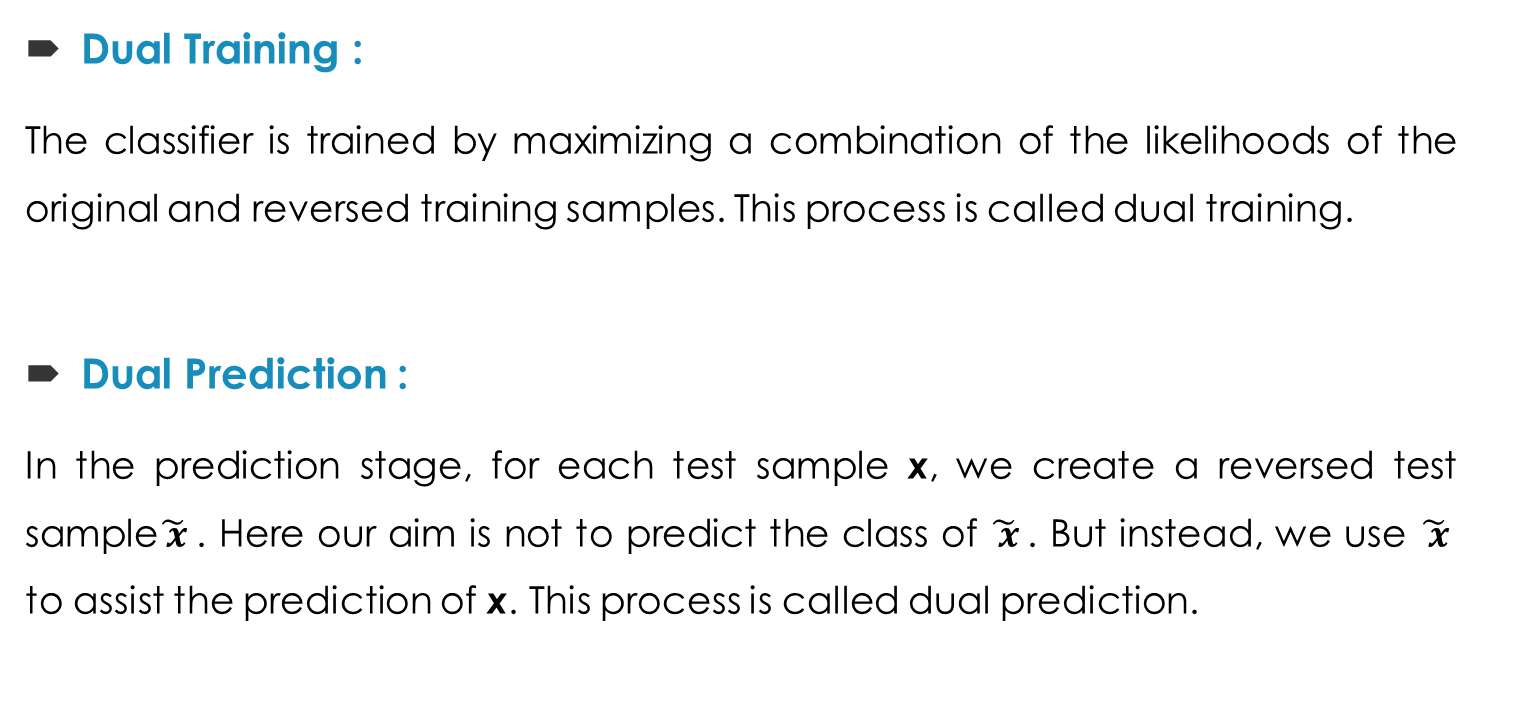 Dual Training :
The classifier is trained by maximizing a combination of the likelihoods of the
original and reversed training samples. This process is called dual training.
Dual Prediction :
In the prediction stage, for each test sample x, we create a reversed test
sample x̃ . Here our aim is not to predict the class of x̃ . But instead, we use x̃
to assist the prediction of x. This process is called dual prediction.